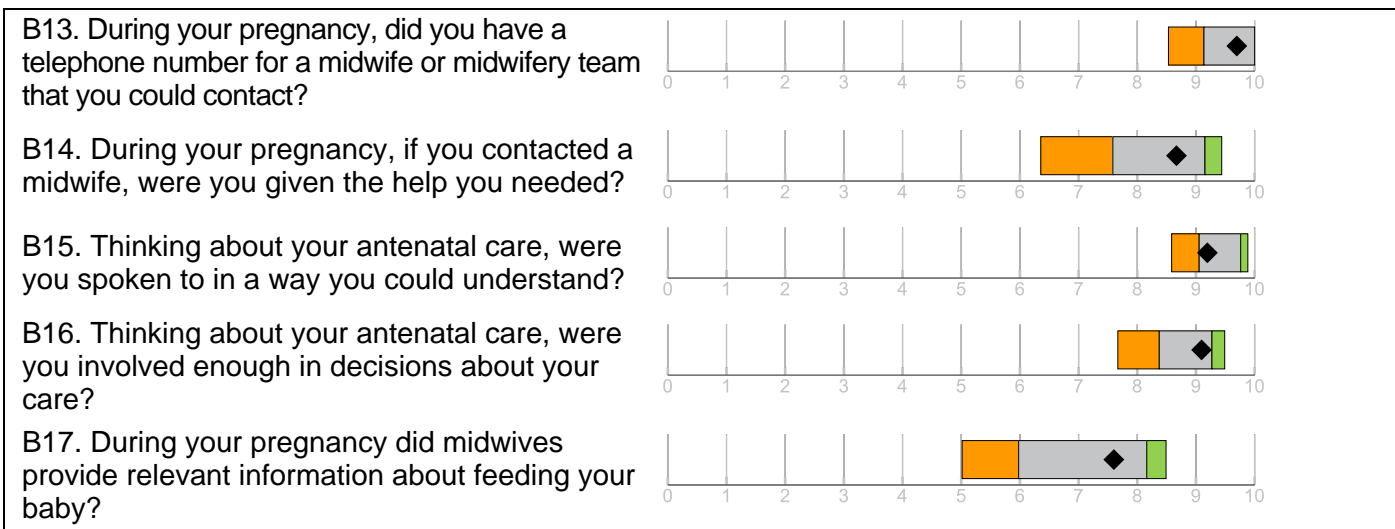 B13. During your pregnancy, did you have a
telephone number for a midwife or midwifery team
that you could contact?
0 1 2 3 4 5 6 7 8 9 10
B14. During your pregnancy, if you contacted a
midwife, were you given the help you needed?
0 1 2 3 4 5 6 7 8 9 10
B15. Thinking about your antenatal care, were
you spoken to in a way you could understand?
0 1 2 3 4 5 6 7 8 9 10
B16. Thinking about your antenatal care, were
you involved enough in decisions about your
care?
0 1 2 3 4 5 6 7 8 9 10
B17. During your pregnancy did midwives
provide relevant information about feeding your
baby?
0 1 2 3 4 5 6 7 8 9 10